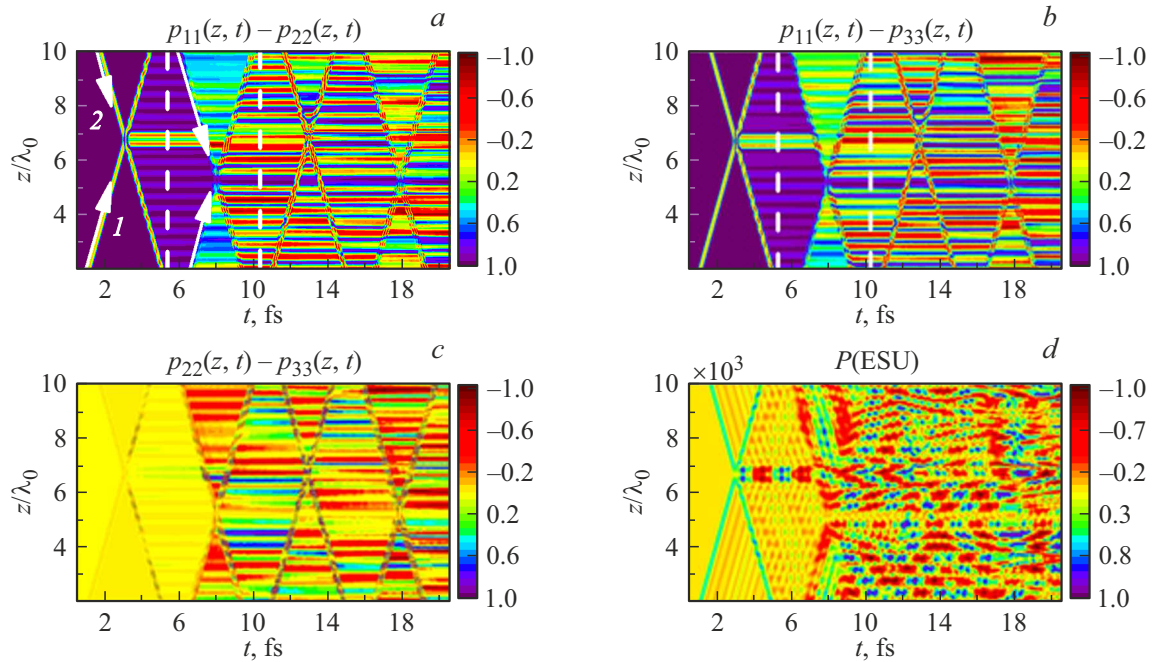 p₁₁(z, t) – p₂₂(z, t) a
10
8
6
4
z/λ₀
2
1
2 6 10 14 18
t, fs
–1.0
–0.6
–0.2
0.2
0.6
1.0
p₁₁(z, t) – p₃₃(z, t) b
10
8
6
4
z/λ₀
2 6 10 14 18
t, fs
–1.0
–0.6
–0.2
0.2
0.6
1.0
p₂₂(z, t) – p₃₃(z, t) c
10
8
6
4
z/λ₀
2 6 10 14 18
t, fs
–1.0
–0.6
–0.2
0.2
0.6
1.0
×10³ P(ESU) d
10
8
6
4
z/λ₀
2 6 10 14 18
t, fs
–1.0
–0.7
–0.2
0.3
0.8
1.0